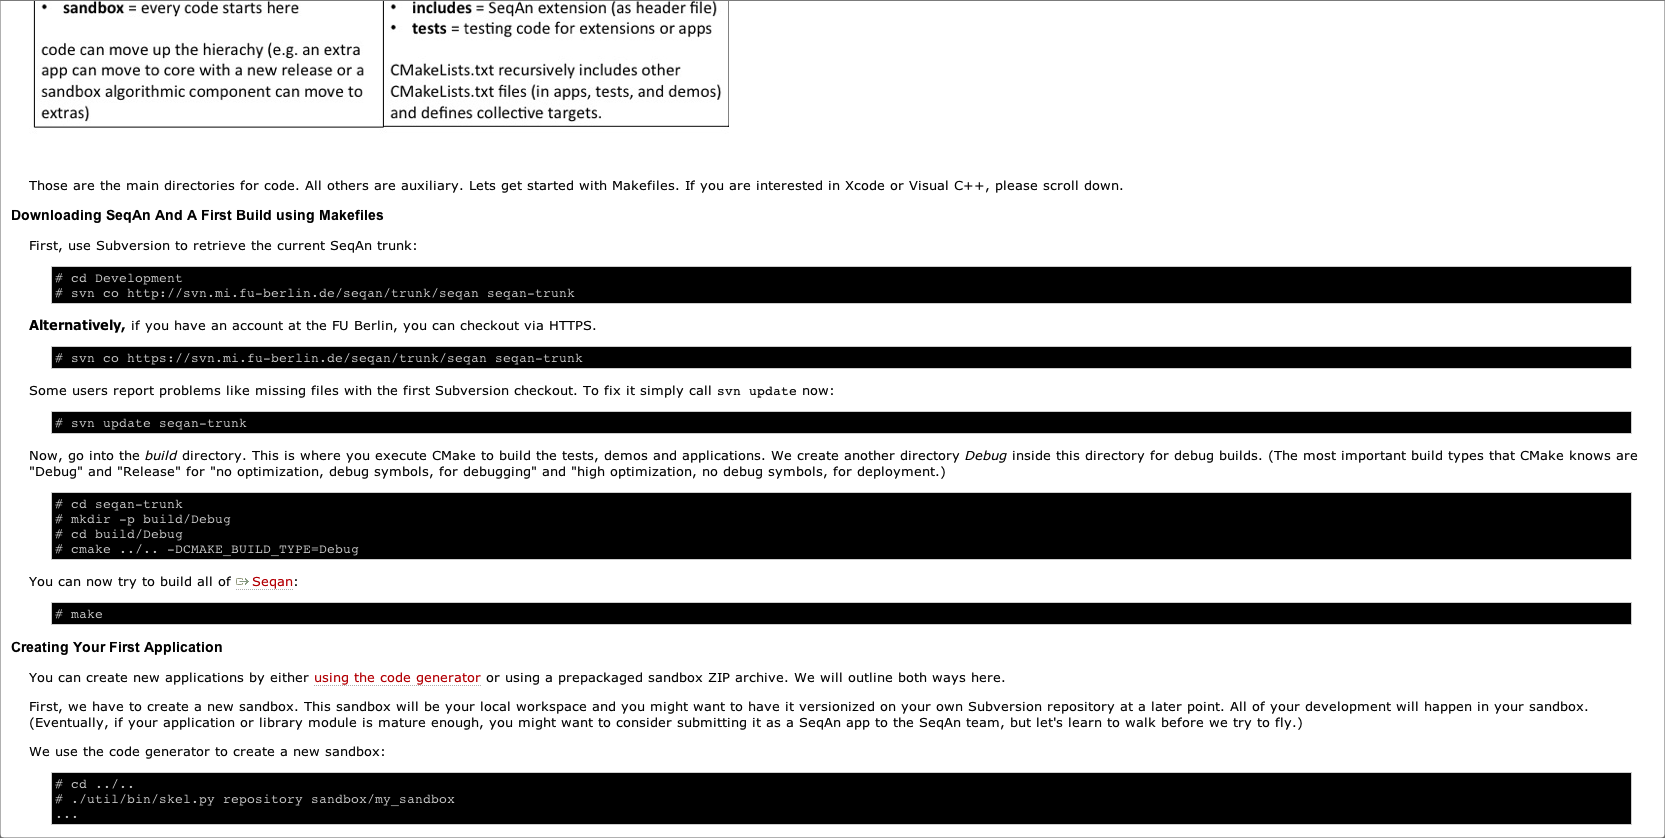 • sandbox = every code starts here
code can move up the hierachy (e.g. an extra
app can move to core with a new release or a
sandbox algorithmic component can move to
extras)
• includes = SeqAn extension (as header file)
• tests = testing code for extensions or apps
CMakeLists.txt recursively includes other
CMakeLists.txt files (in apps, tests, and demos)
and defines collective targets.
Those are the main directories for code. All others are auxiliary. Lets get started with Makefiles. If you are interested in Xcode or Visual C++, please scroll down.
Downloading SeqAn And A First Build using Makefiles
First, use Subversion to retrieve the current SeqAn trunk:
# cd Development
# svn co http://svn.mi.fu-berlin.de/seqan/trunk/seqan seqan-trunk
Alternatively, if you have an account at the FU Berlin, you can checkout via HTTPS.
# svn co https://svn.mi.fu-berlin.de/seqan/trunk/seqan seqan-trunk
Some users report problems like missing files with the first Subversion checkout. To fix it simply call svn update now:
# svn update seqan-trunk
Now, go into the build directory. This is where you execute CMake to build the tests, demos and applications. We create another directory Debug inside this directory for debug builds. (The most important build types that CMake knows are
"Debug" and "Release" for "no optimization, debug symbols, for debugging" and "high optimization, no debug symbols, for deployment.)
# cd seqan-trunk
# mkdir -p build/Debug
# cd build/Debug
# cmake ../.. -DCMAKE_BUILD_TYPE=Debug
You can now try to build all of Seqan:
# make
Creating Your First Application
You can create new applications by either using the code generator or using a prepackaged sandbox ZIP archive. We will outline both ways here.
First, we have to create a new sandbox. This sandbox will be your local workspace and you might want to have it versionized on your own Subversion repository at a later point. All of your development will happen in your sandbox.
(Eventually, if your application or library module is mature enough, you might want to consider submitting it as a SeqAn app to the SeqAn team, but let's learn to walk before we try to fly.)
We use the code generator to create a new sandbox:
# cd ../..
# ./util/bin/skel.py repository sandbox/my_sandbox
...